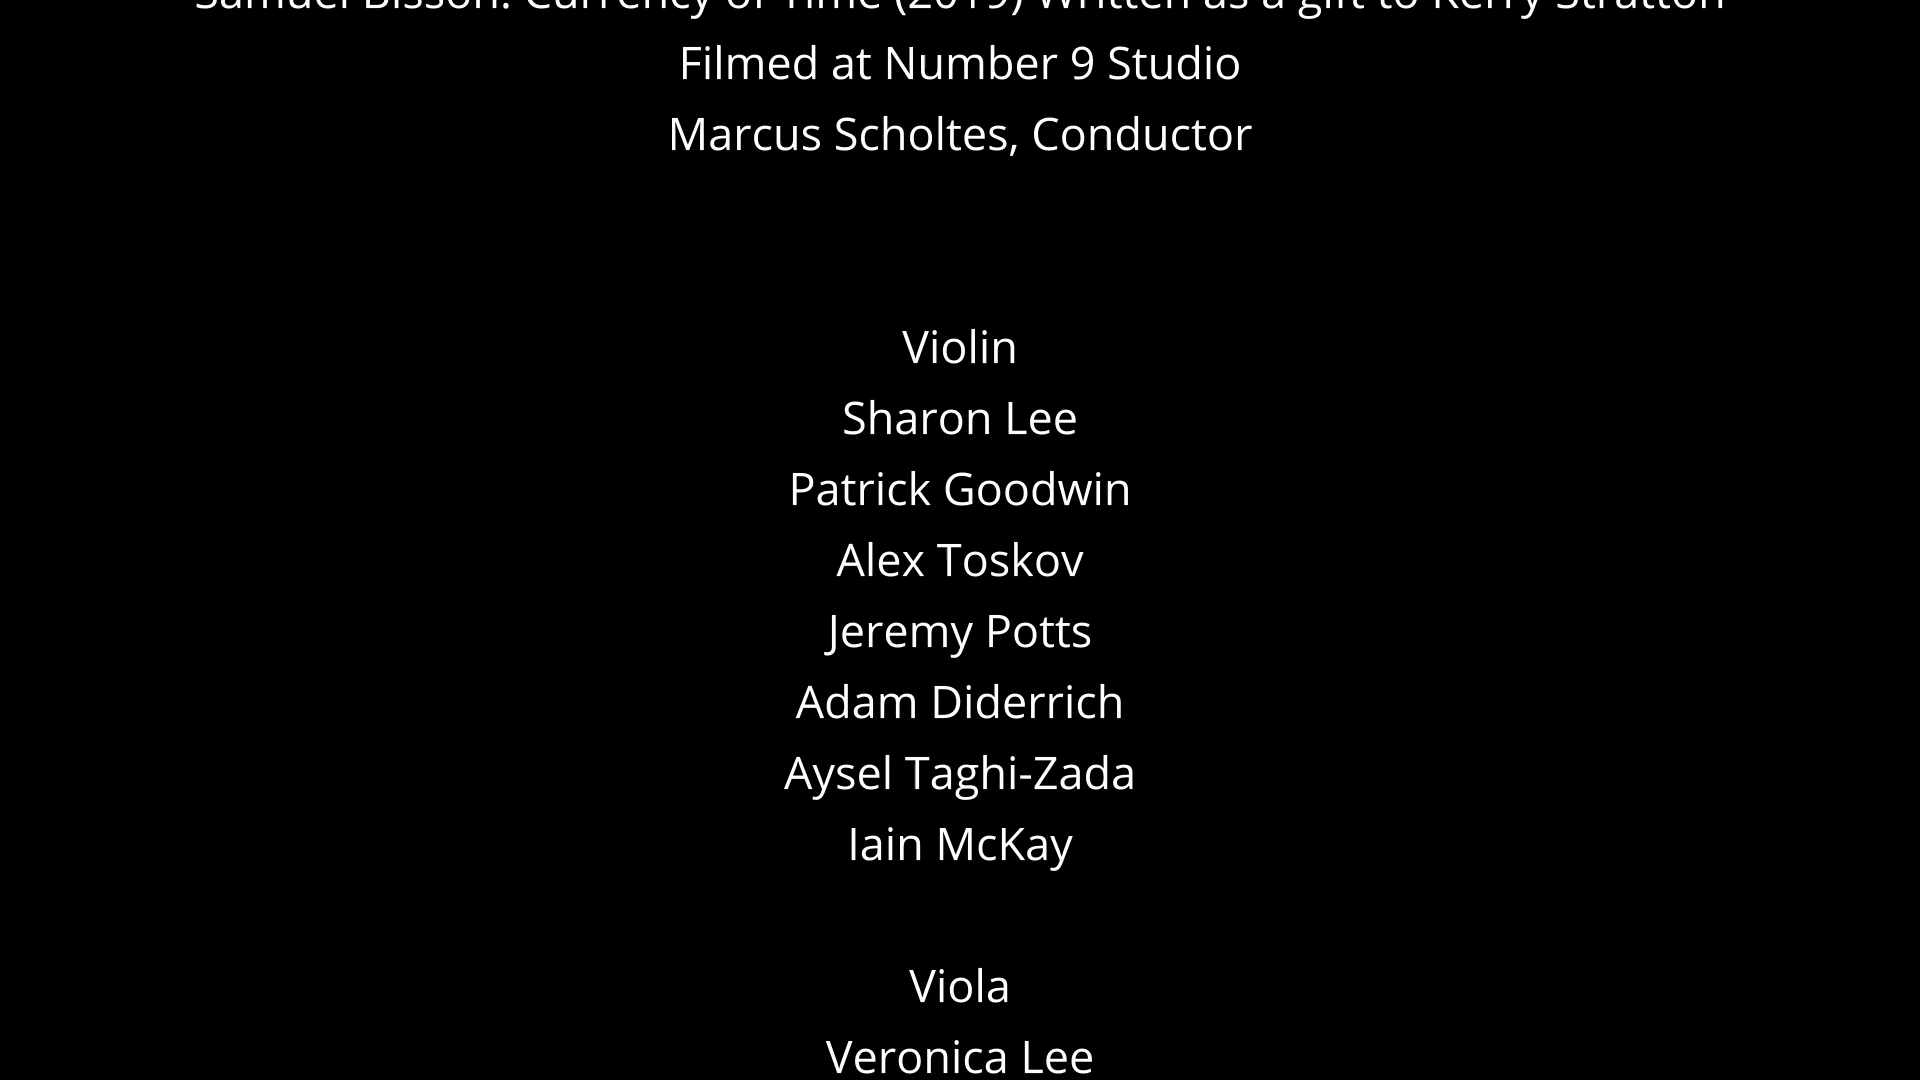 Samuel Bisson: Currency of Time (2019) Written as a gift to Kerry Stratton
Filmed at Number 9 Studio
Marcus Scholtes, Conductor
Violin
Sharon Lee
Patrick Goodwin
Alex Toskov
Jeremy Potts
Adam Diderrich
Aysel Taghi-Zada
Iain McKay
Viola
Veronica Lee